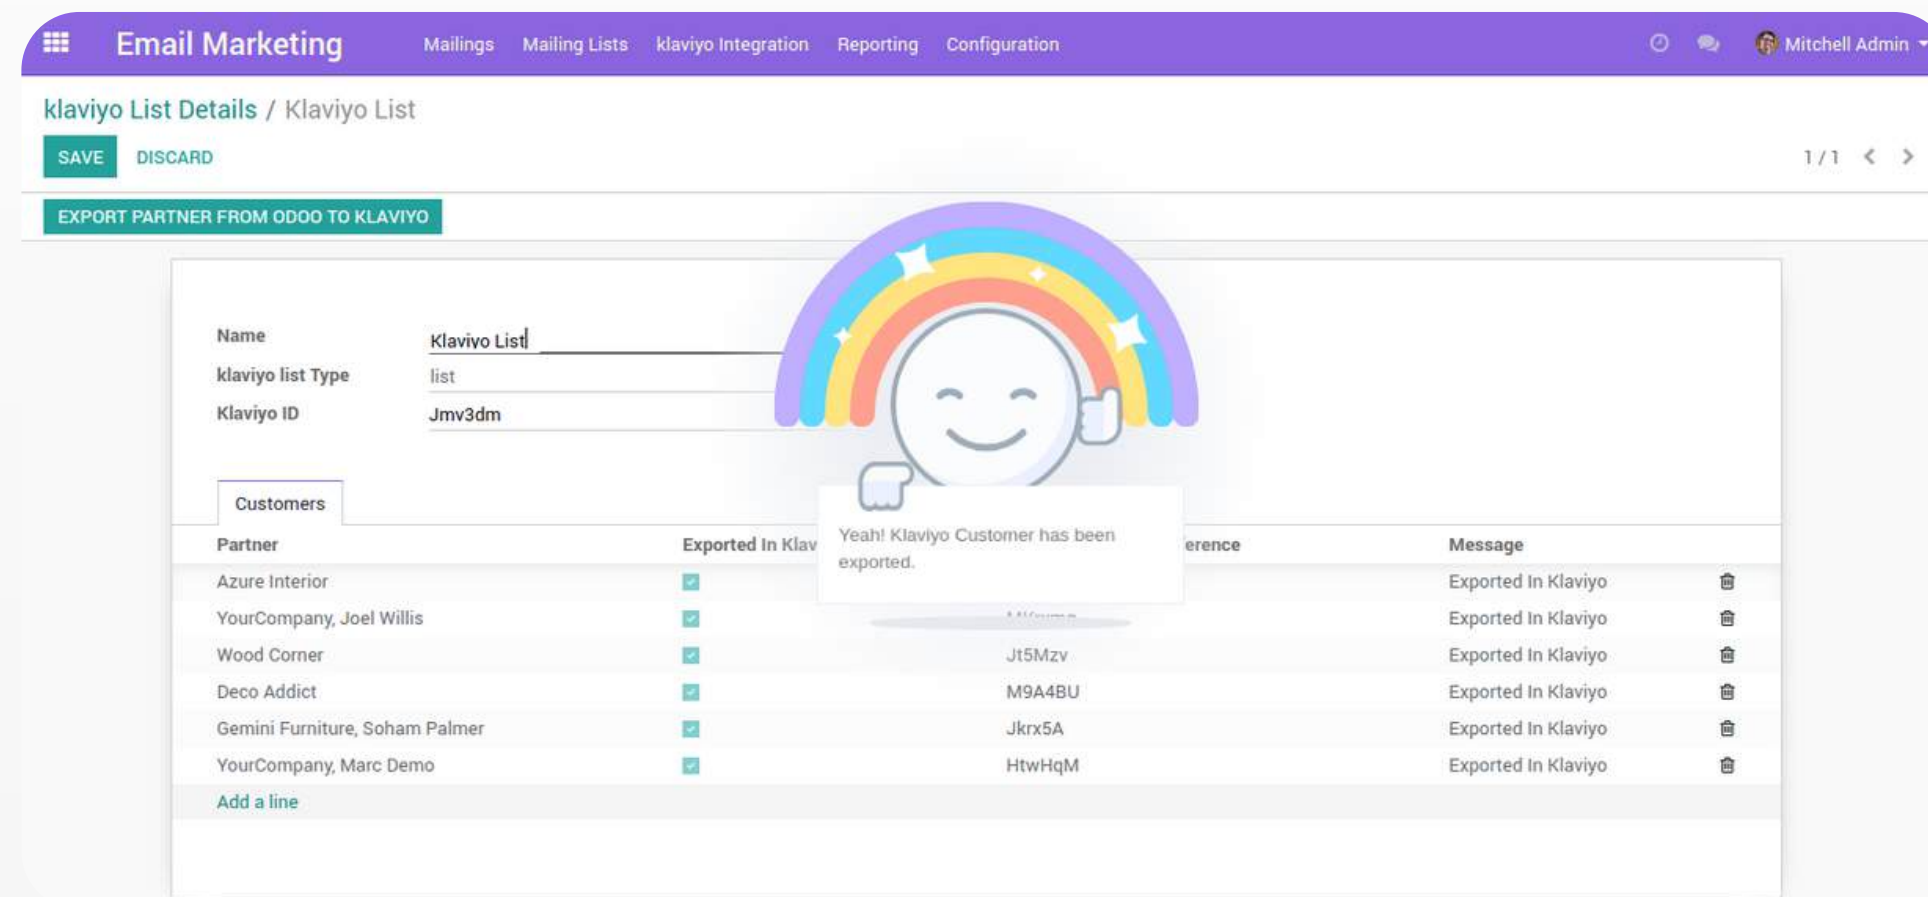 Email Marketing Mailings Mailing Lists klaviyo Integration Reporting Configuration Mitchell Admin
klaviyo List Details / Klaviyo List
SAVE DISCARD 1 / 1
EXPORT PARTNER FROM ODOO TO KLAVIYO
Name Klaviyo List
klaviyo list Type list
Klaviyo ID Jmv3dm
Customers
Partner Exported In Klav erence Message
Yeah! Klaviyo Customer has been
exported.
Azure Interior Exported In Klaviyo
YourCompany, Joel Willis Exported In Klaviyo
Wood Corner Jt5Mzv Exported In Klaviyo
Deco Addict M9A4BU Exported In Klaviyo
Gemini Furniture, Soham Palmer Jkrx5A Exported In Klaviyo
YourCompany, Marc Demo HtwHqM Exported In Klaviyo
Add a line